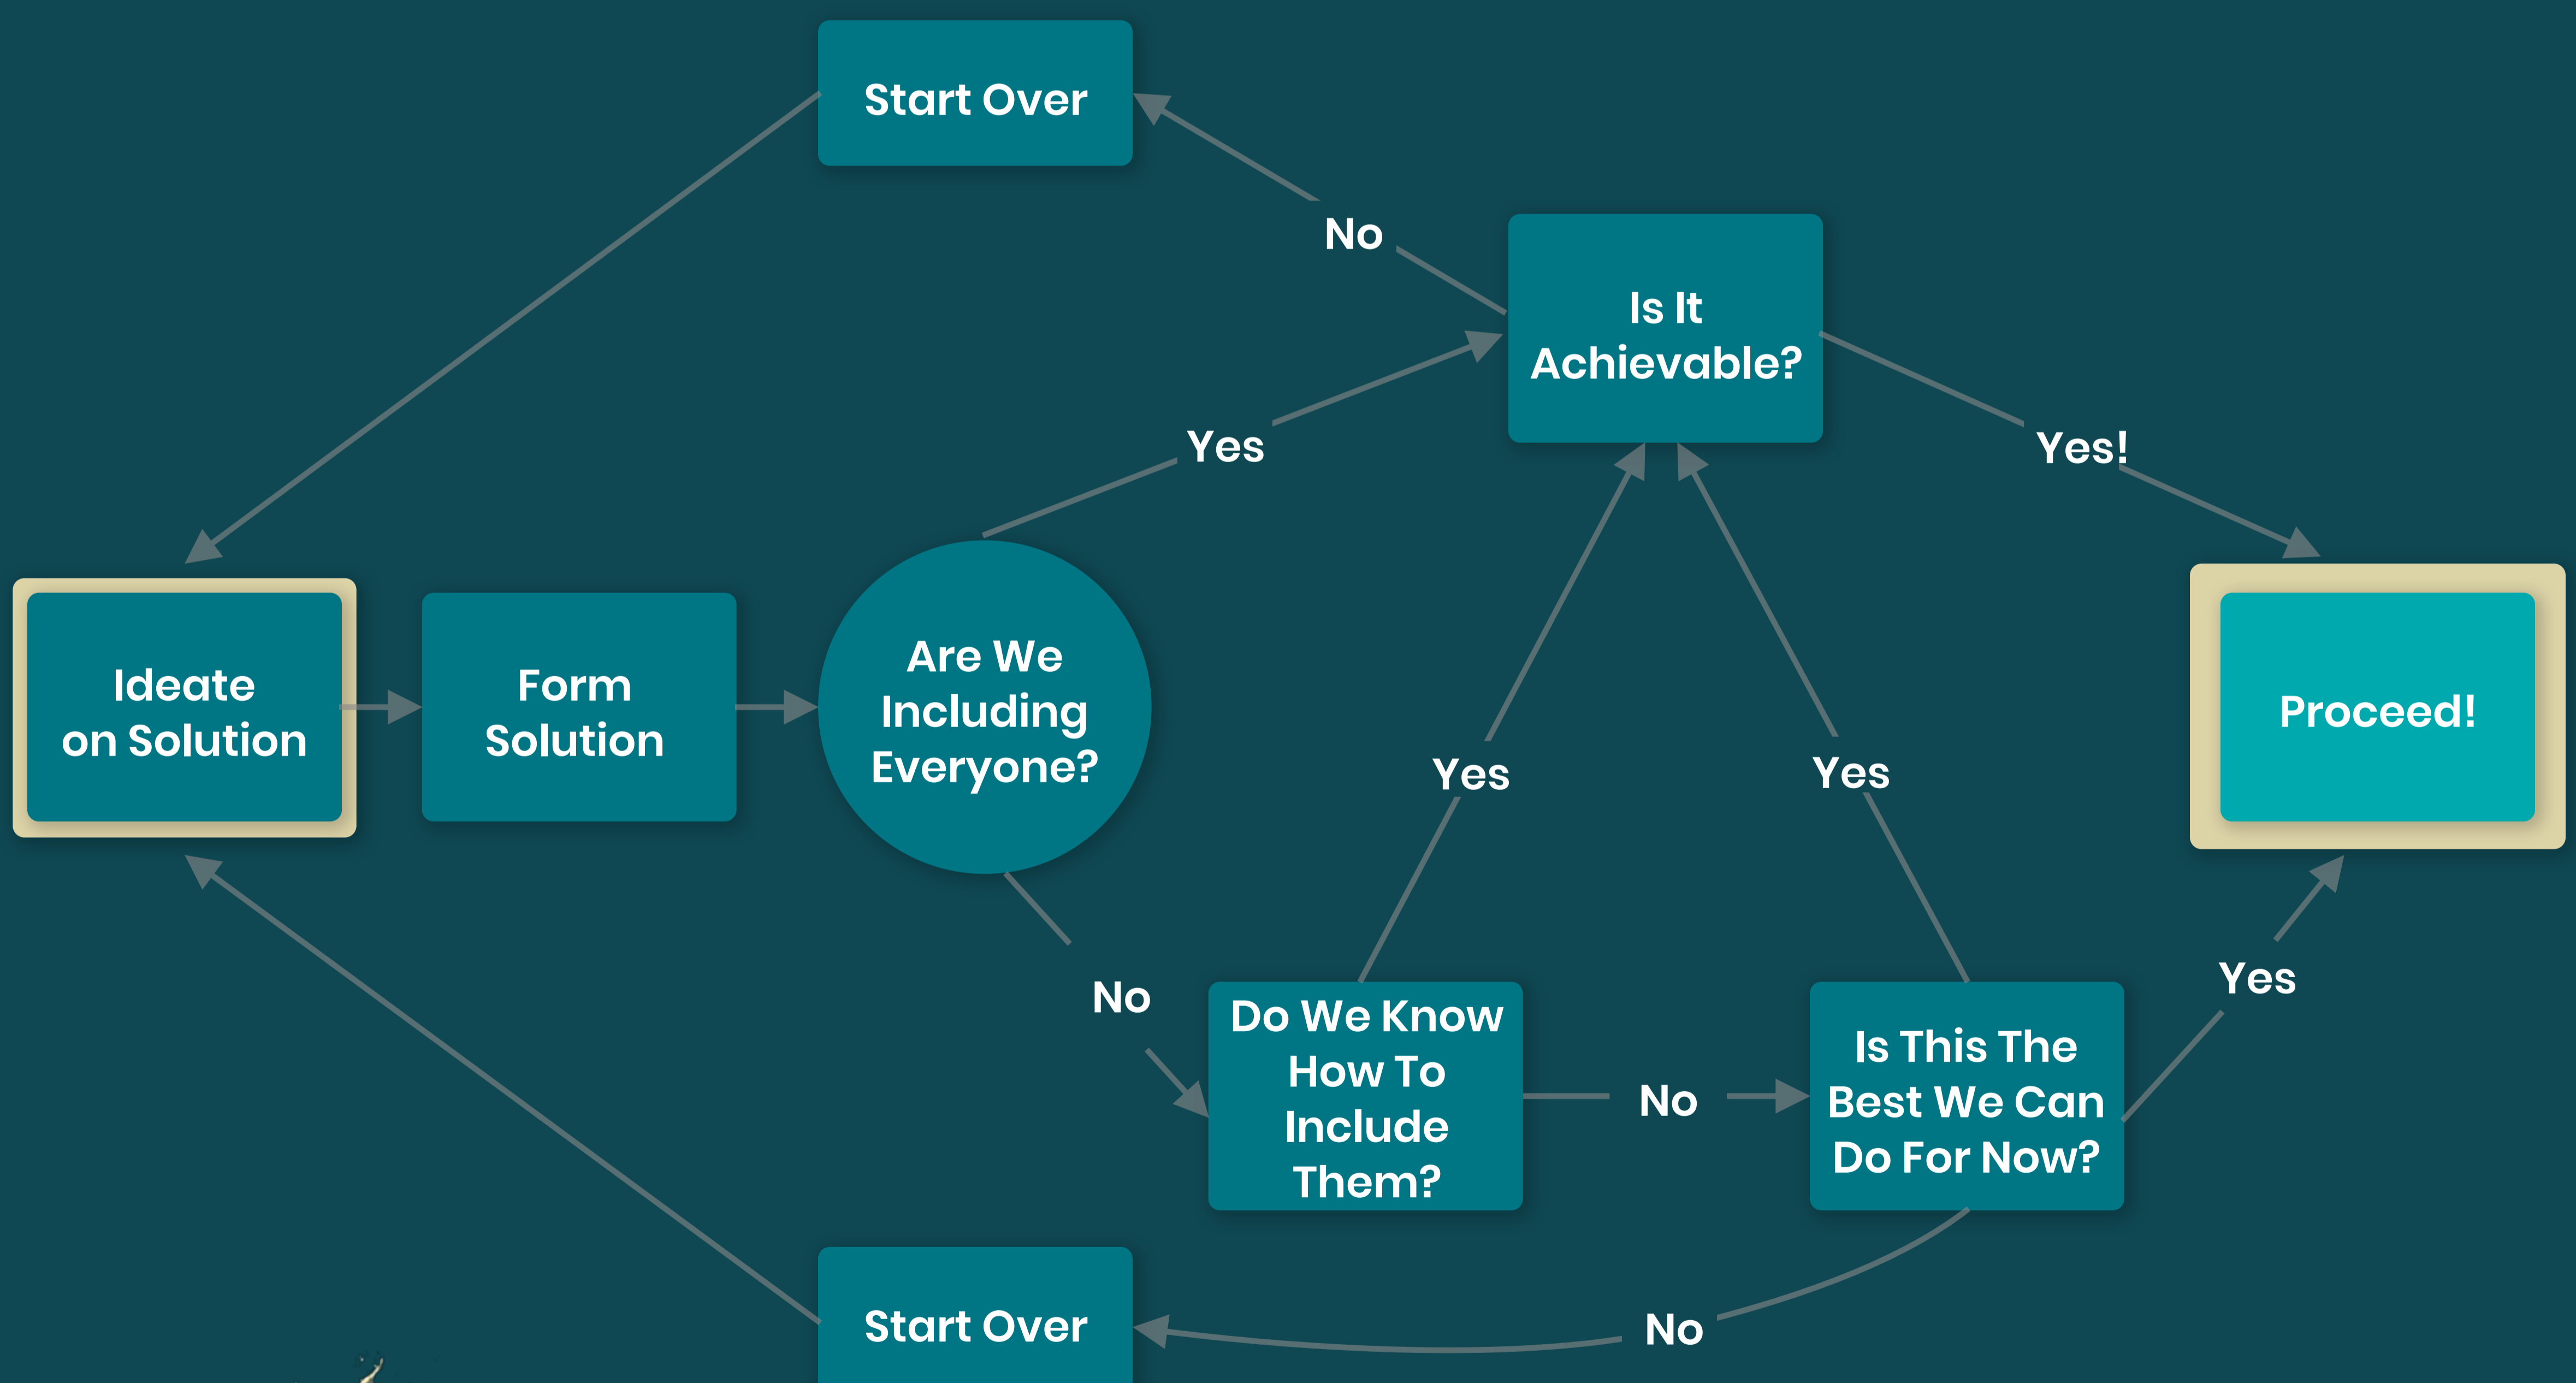 Start Over
No
Is It
Achievable?
Yes
Yes!
Ideate
on Solution
Form
Solution
Are We
Including
Everyone?
Proceed!
Yes
Yes
No
Do We Know
How To
Include
Them?
No
Is This The
Best We Can
Do For Now?
Yes
Start Over
No